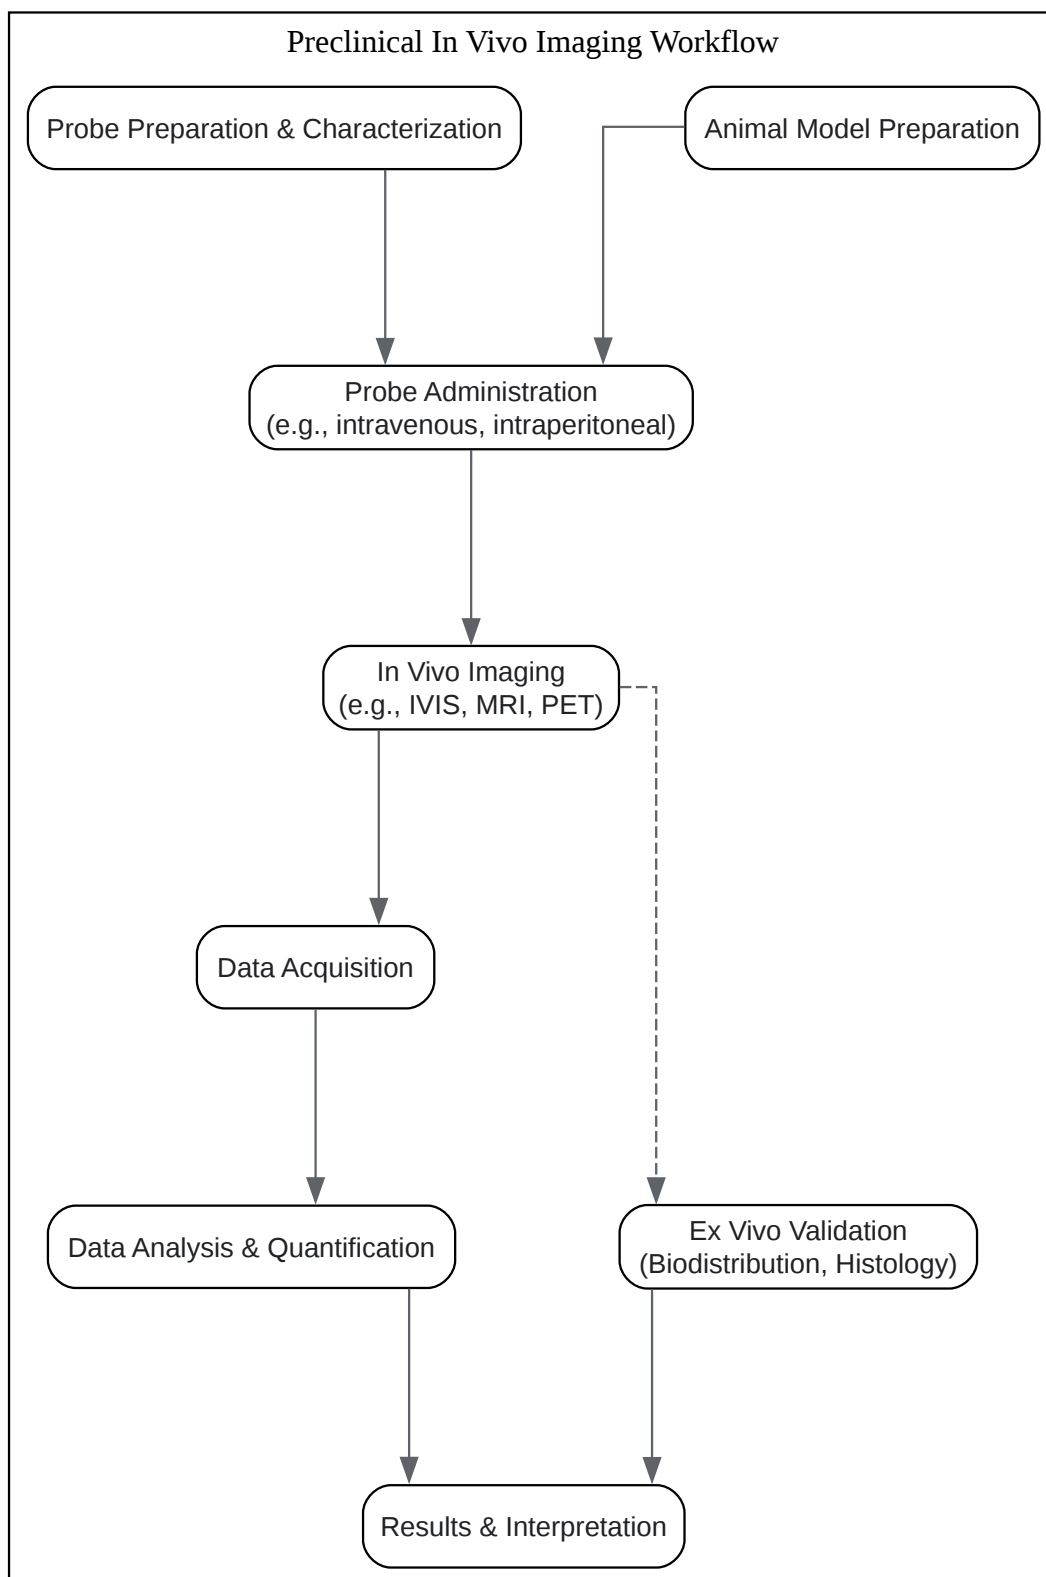 Preclinical In Vivo Imaging Workflow
Probe Preparation & Characterization
Animal Model Preparation
Probe Administration
(e.g., intravenous, intraperitoneal)
In Vivo Imaging
(e.g., IVIS, MRI, PET)
Data Acquisition
Data Analysis & Quantification
Ex Vivo Validation
(Biodistribution, Histology)
Results & Interpretation